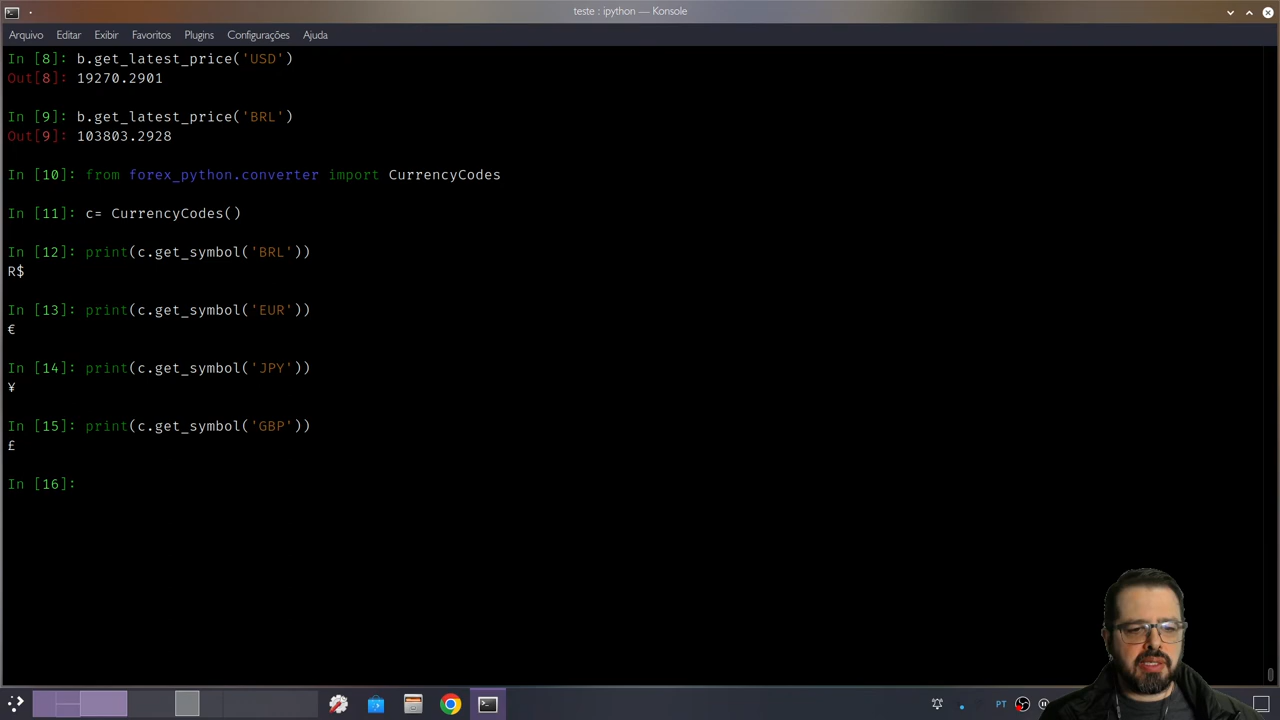 teste : ipython — Konsole
Arquivo Editar Exibir Favoritos Plugins Configurações Ajuda
In [8]: b.get_latest_price('USD')
Out[8]: 19270.2901
In [9]: b.get_latest_price('BRL')
Out[9]: 103803.2928
In [10]: from forex_python.converter import CurrencyCodes
In [11]: c= CurrencyCodes()
In [12]: print(c.get_symbol('BRL'))
R$
In [13]: print(c.get_symbol('EUR'))
€
In [14]: print(c.get_symbol('JPY'))
¥
In [15]: print(c.get_symbol('GBP'))
£
In [16]:
PT